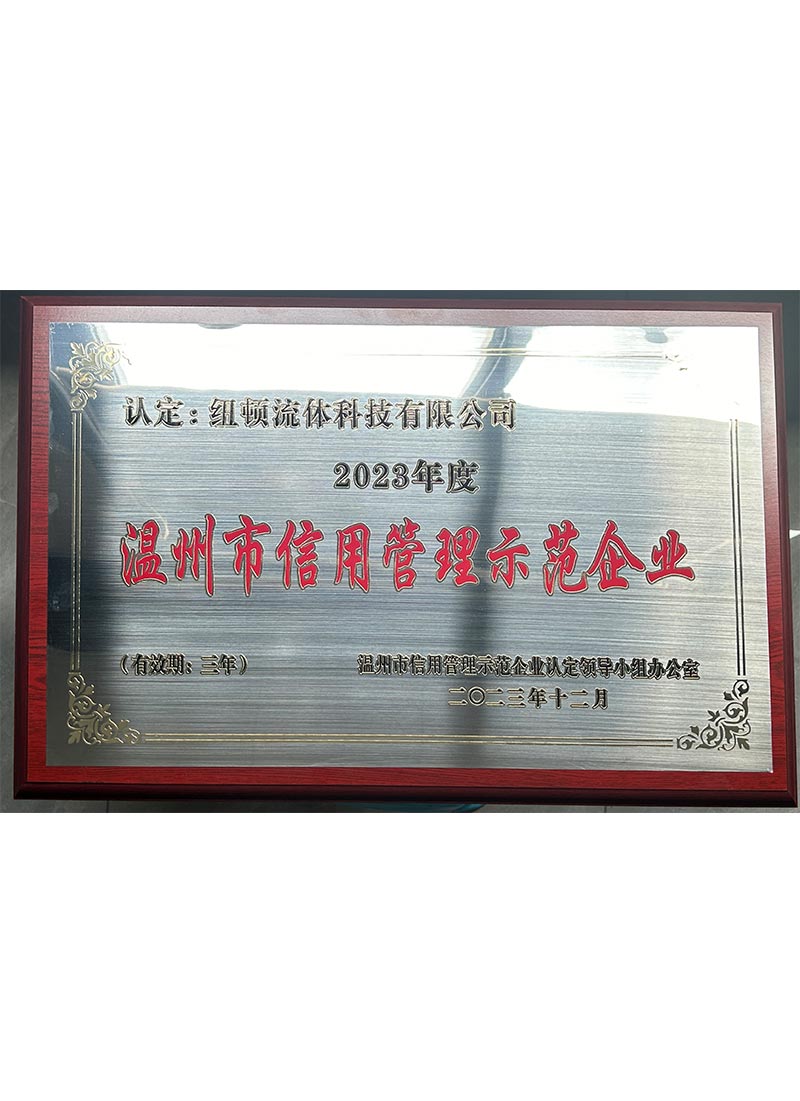 认定：纽顿流体科技有限公司
2023年度
温州市信用管理示范企业
（有效期：三年）
温州市信用管理示范企业认定领导小组办公室
二〇二三年十二月